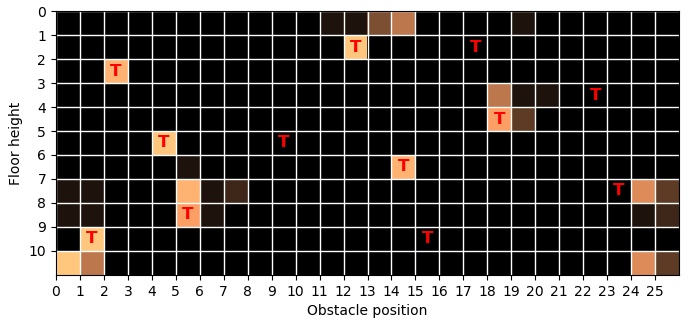 0
1
T T
2
T
3
T
4
T
5
T T
6
T
7
T
8
T
9
T T
10
Floor height
0 1 2 3 4 5 6 7 8 9 10 11 12 13 14 15 16 17 18 19 20 21 22 23 24 25
Obstacle position